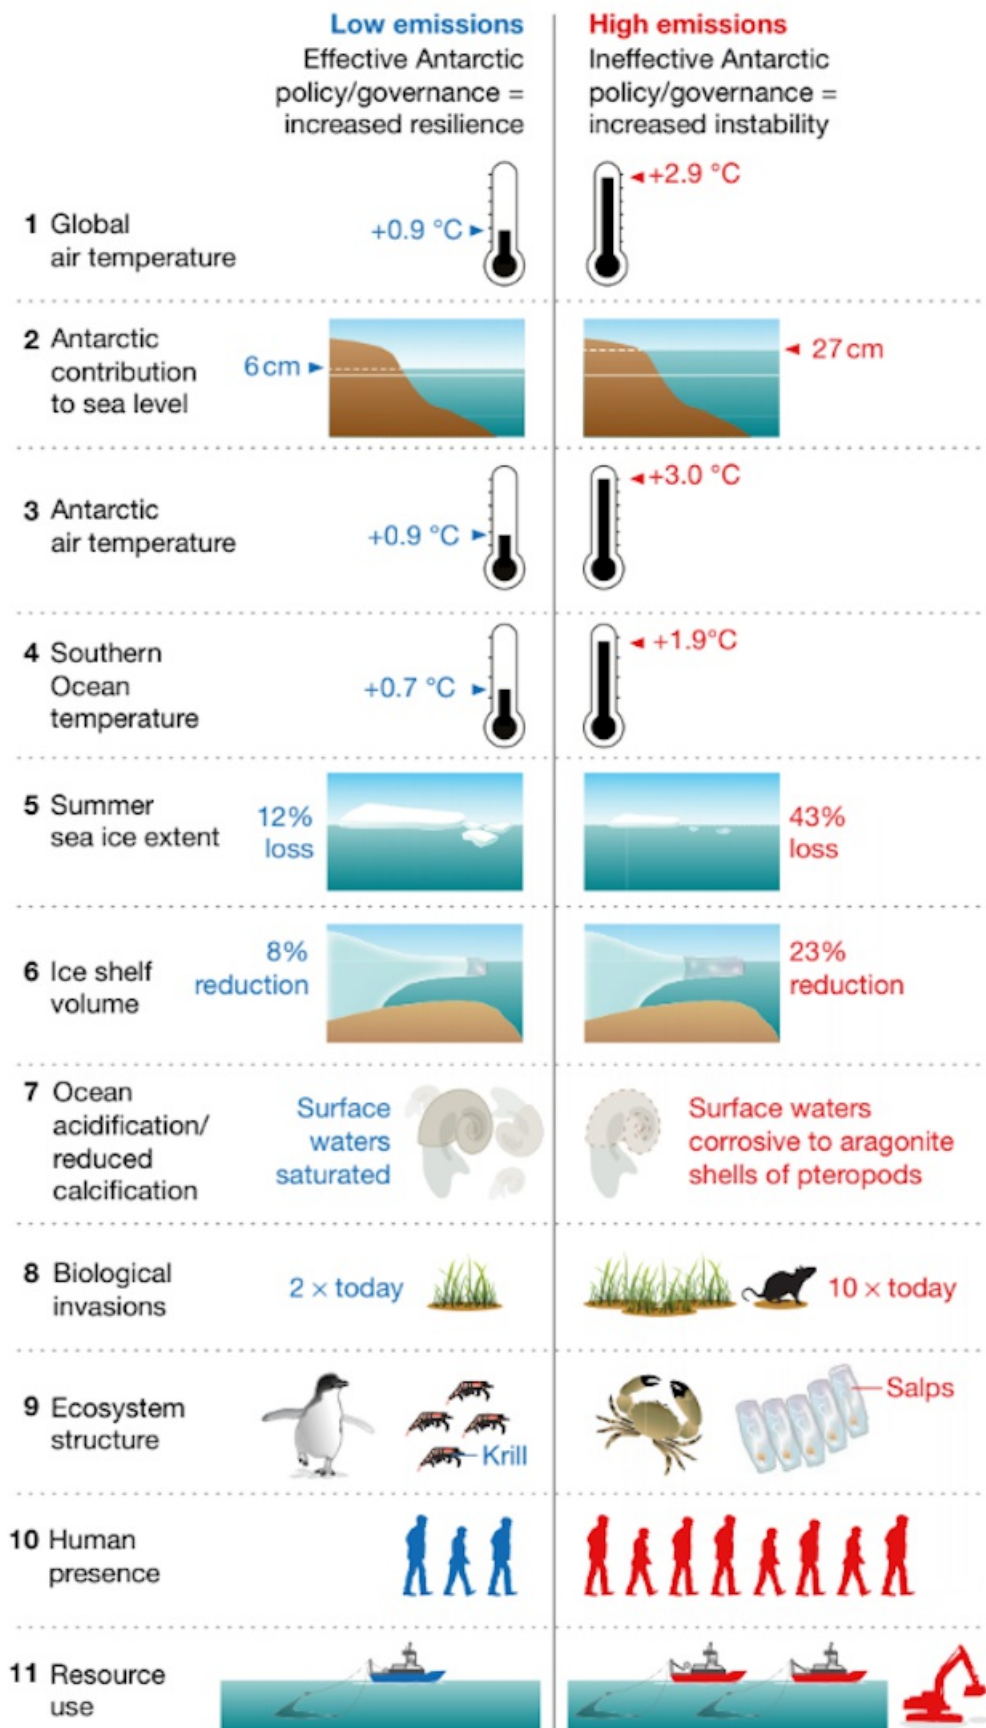 Low emissions
Effective Antarctic
policy/governance =
increased resilience
High emissions
Ineffective Antarctic
policy/governance =
increased instability
1 Global
air temperature
+0.9 °C
+2.9 °C
2 Antarctic
contribution
to sea level
6 cm
27 cm
3 Antarctic
air temperature
+0.9 °C
+3.0 °C
4 Southern
Ocean
temperature
+0.7 °C
+1.9°C
5 Summer
sea ice extent
12%
loss
43%
loss
6 Ice shelf
volume
8%
reduction
23%
reduction
7 Ocean
acidification/
reduced
calcification
Surface
waters
saturated
Surface waters
corrosive to aragonite
shells of pteropods
8 Biological
invasions
2 × today
10 × today
9 Ecosystem
structure
Krill
Salps
10 Human
presence
11 Resource
use